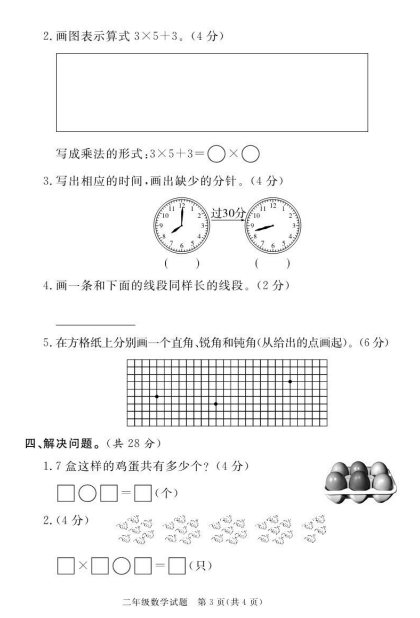 2. 画图表示算式 3×5+3。(4 分)
写成乘法的形式:3×5+3=○×○
3. 写出相应的时间,画出缺少的分针。(4 分)
过30分
( ) ( )
4. 画一条和下面的线段同样长的线段。(2 分)
5. 在方格纸上分别画一个直角、锐角和钝角(从给出的点画起)。(6 分)
四、解决问题。(共 28 分)
1. 7 盒这样的鸡蛋共有多少个? (4 分)
□○□=□(个)
2. (4 分)
□×□○□=□(只)
二年级数学试题 第 3 页(共 4 页)